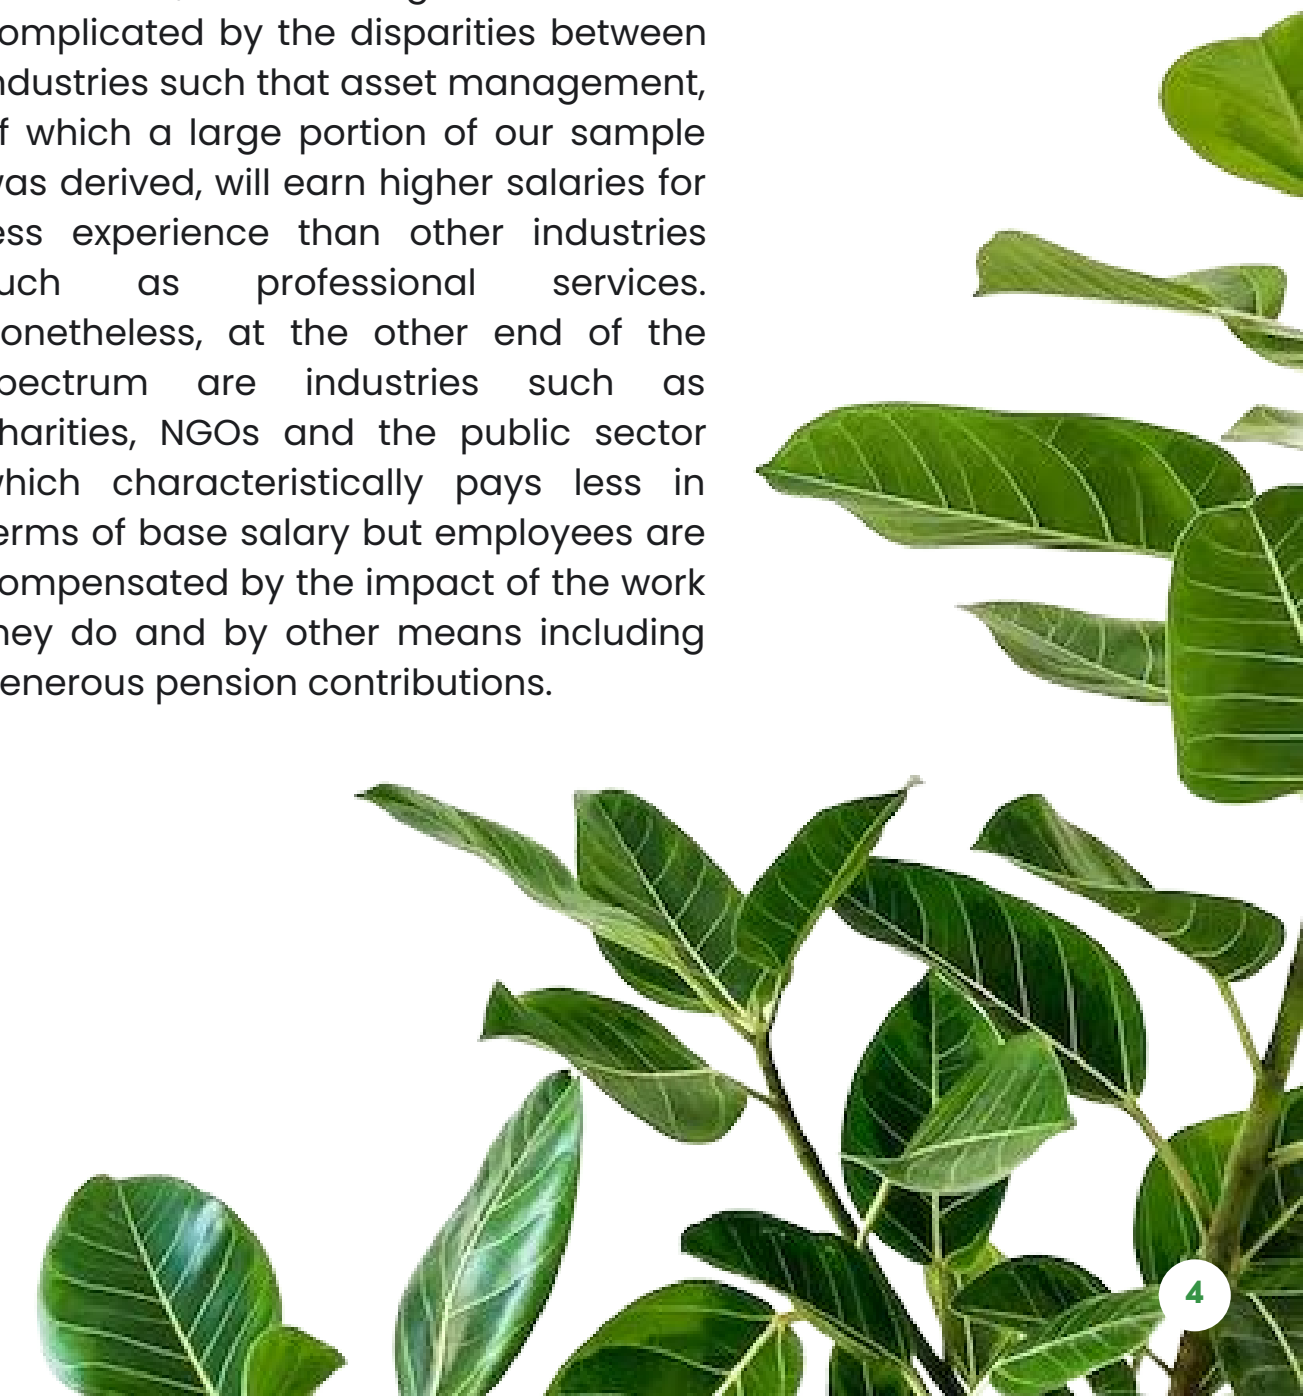 omplicated by the disparities between
ndustries such that asset management,
f which a large portion of our sample
was derived, will earn higher salaries for
ess experience than other industries
uch as professional services.
onetheless, at the other end of the
pectrum are industries such as
harities, NGOs and the public sector
which characteristically pays less in
erms of base salary but employees are
ompensated by the impact of the work
hey do and by other means including
enerous pension contributions.
4